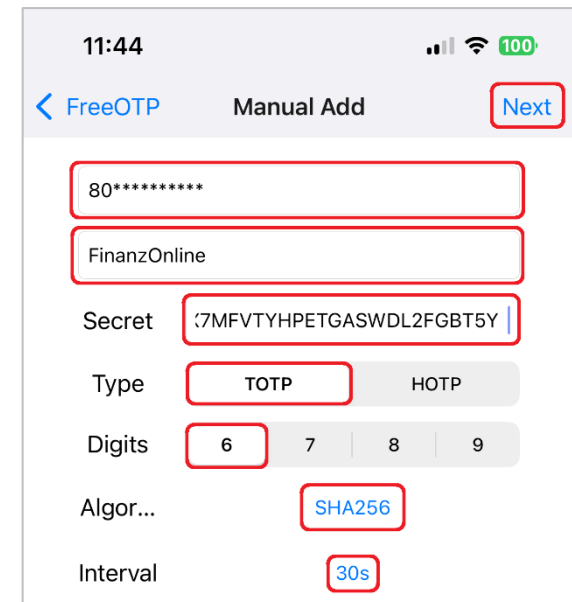 11:44 100
FreeOTP Manual Add Next
80**********
FinanzOnline
Secret 7MFVTYHPETGASWDL2FGBT5Y
Type TOTP HOTP
Digits 6 7 8 9
Algor... SHA256
Interval 30s